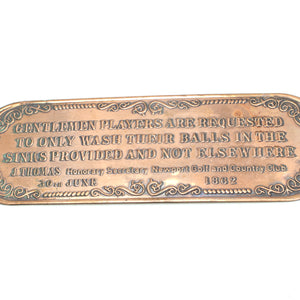 GENTLEMEN PLAYERS ARE REQUESTED
TO ONLY WASH THEIR BALLS IN THE
SINKS PROVIDED AND NOT ELSEWHERE
A THOMAS Honorary Secretary Newport Golf and Country Club
30TH JUNE 1862